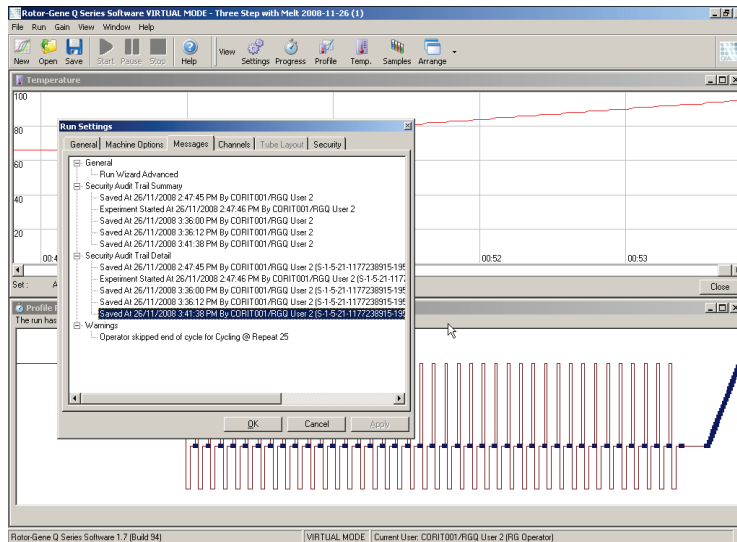 Rotor-Gene Q Series Software VIRTUAL MODE - Three Step with Melt 2008-11-26 (1)
File Run Gain View Window Help
New Open Save Start Pause Stop Help View Settings Progress Profile Temp. Samples Arrange
Temperature
100
80
60
40
20
00:4
00:52
00:53
Set :
Close
Run Settings
General Machine Options Messages Channels Tube Layout Security
General
Run Wizard Advanced
Security Audit Trail Summary
Saved At 26/11/2008 2:47:45 PM By CORIT001/RGQ User 2
Experiment Started At 26/11/2008 2:47:46 PM By CORIT001/RGQ User 2
Saved At 26/11/2008 3:36:00 PM By CORIT001/RGQ User 2
Saved At 26/11/2008 3:36:12 PM By CORIT001/RGQ User 2
Saved At 26/11/2008 3:41:38 PM By CORIT001/RGQ User 2
Security Audit Trail Detail
Saved At 26/11/2008 2:47:45 PM By CORIT001/RGQ User 2 (S-1-5-21-1177238915-195
Experiment Started At 26/11/2008 2:47:46 PM By CORIT001/RGQ User 2 (S-1-5-21-1177
Saved At 26/11/2008 3:36:00 PM By CORIT001/RGQ User 2 (S-1-5-21-1177238915-195
Saved At 26/11/2008 3:36:12 PM By CORIT001/RGQ User 2 (S-1-5-21-1177238915-195
Saved At 26/11/2008 3:41:38 PM By CORIT001/RGQ User 2 (S-1-5-21-1177238915-195
Warnings
Operator skipped end of cycle for Cycling @ Repeat 25
OK Cancel Apply
Profile
The run has
Rotor-Gene Q Series Software 1.7 (Build 94)
VIRTUAL MODE
Current User: CORIT001/RGQ User 2 (RG Operator)